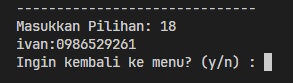 ---------------------------
Masukkan Pilihan: 18
ivan:0986529261
Ingin kembali ke menu? (y/n) :